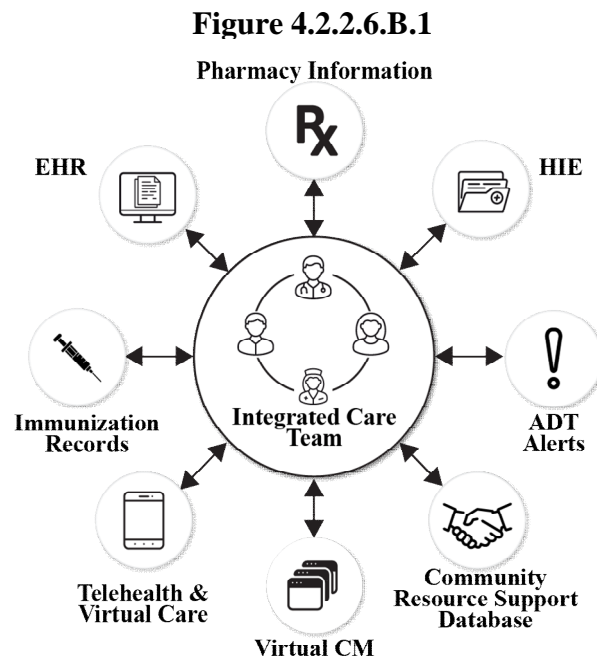 Figure 4.2.2.6.B.1
Pharmacy Information
Rx
EHR
HIE
Immunization
Records
Integrated Care
Team
ADT
Alerts
Telehealth &
Virtual Care
Virtual CM
Community
Resource Support
Database